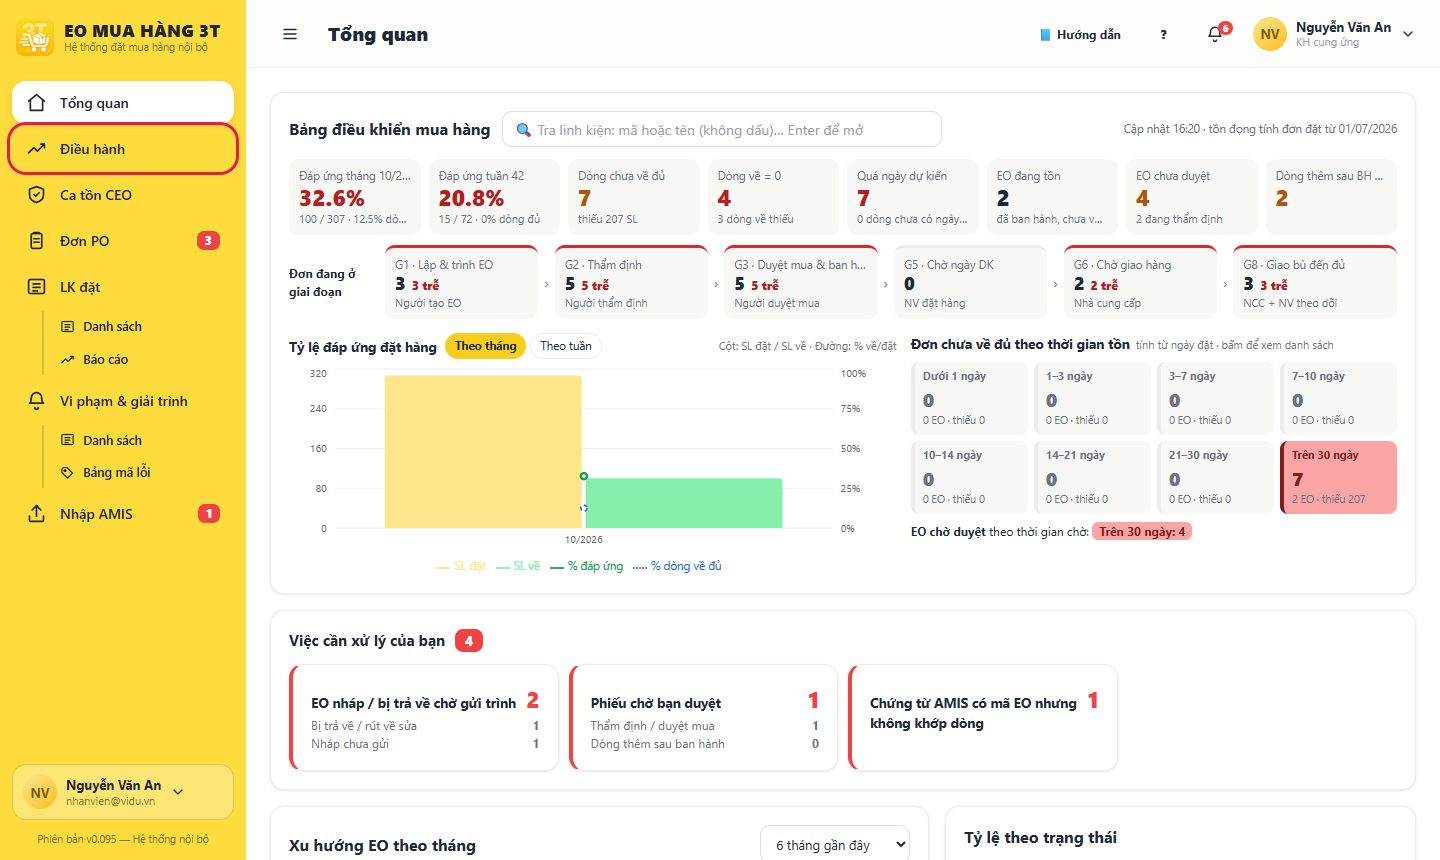 EO MUA HÀNG 3T
Hệ thống đặt mua hàng nội bộ
Tổng quan
Điều hành
Ca tồn CEO
Đơn PO
3
LK đặt
Danh sách
Báo cáo
Vi phạm & giải trình
Danh sách
Bảng mã lỗi
Nhập AMIS
1
NV
Nguyễn Văn An
nhanvien@vidu.vn
Phiên bản v0.095 — Hệ thống nội bộ
Tổng quan
Hướng dẫn
?
6
NV
Nguyễn Văn An
KH cung ứng
Bảng điều khiển mua hàng
Tra linh kiện: mã hoặc tên (không dấu)... Enter để mở
Cập nhật 16:20 · tồn đọng tính đơn đặt từ 01/07/2026
Đáp ứng tháng 10/2...
32.6%
100 / 307 · 12.5% dò...
Đáp ứng tuần 42
20.8%
15 / 72 · 0% dòng đủ
Dòng chưa về đủ
7
thiếu 207 SL
Dòng về = 0
4
3 dòng về thiếu
Quá ngày dự kiến
7
0 dòng chưa có ngày...
EO đang tồn
2
đã ban hành, chưa v...
EO chưa duyệt
4
2 đang thẩm định
Dòng thêm sau BH ...
2
Đơn đang ở
giai đoạn
G1 · Lập & trình EO
3 3 trễ
Người tạo EO
›
G2 · Thẩm định
5 5 trễ
Người thẩm định
›
G3 · Duyệt mua & ban h...
5 5 trễ
Người duyệt mua
›
G5 · Chờ ngày DK
0
NV đặt hàng
›
G6 · Chờ giao hàng
2 2 trễ
Nhà cung cấp
›
G8 · Giao bù đến đủ
3 3 trễ
NCC + NV theo dõi
Tỷ lệ đáp ứng đặt hàng
Theo tháng
Theo tuần
Cột: SL đặt / SL về · Đường: % về/đặt
320
240
160
80
0
100%
75%
50%
25%
0%
10/2026
SL đặt
SL về
% đáp ứng
% dòng về đủ
Đơn chưa về đủ theo thời gian tồn tính từ ngày đặt · bấm để xem danh sách
Dưới 1 ngày
0
0 EO · thiếu 0
1–3 ngày
0
0 EO · thiếu 0
3–7 ngày
0
0 EO · thiếu 0
7–10 ngày
0
0 EO · thiếu 0
10–14 ngày
0
0 EO · thiếu 0
14–21 ngày
0
0 EO · thiếu 0
21–30 ngày
0
0 EO · thiếu 0
Trên 30 ngày
7
2 EO · thiếu 207
EO chờ duyệt theo thời gian chờ: Trên 30 ngày: 4
Việc cần xử lý của bạn 4
EO nháp / bị trả về chờ gửi trình 2
Bị trả về / rút về sửa 1
Nháp chưa gửi 1
Phiếu chờ bạn duyệt 1
Thẩm định / duyệt mua 1
Dòng thêm sau ban hành 0
Chứng từ AMIS có mã EO nhưng 1
không khớp dòng
Xu hướng EO theo tháng
6 tháng gần đây
Tỷ lệ theo trạng thái